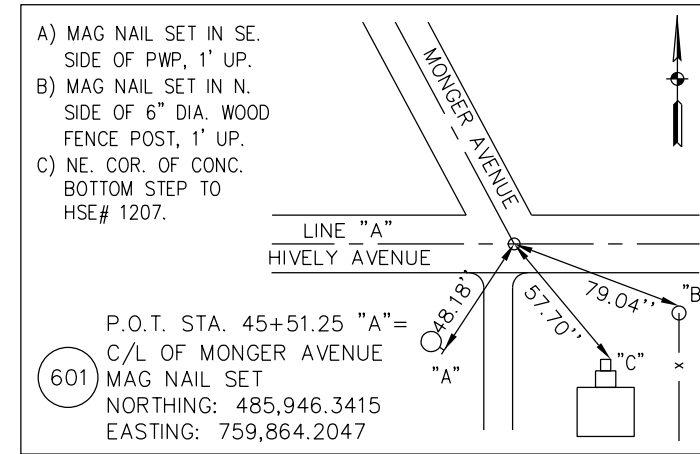 A) MAG NAIL SET IN SE.
SIDE OF PWP, 1' UP.
B) MAG NAIL SET IN N.
SIDE OF 6" DIA. WOOD
FENCE POST, 1' UP.
C) NE. COR. OF CONC.
BOTTOM STEP TO
HSE# 1207.
MONGER AVENUE
LINE "A"
HIVELY AVENUE
48.18''
57.70''
79.04''
"B
"A"
"C"
x
P.O.T. STA. 45+51.25 "A"=
C/L OF MONGER AVENUE
601
MAG NAIL SET
NORTHING: 485,946.3415
EASTING: 759,864.2047